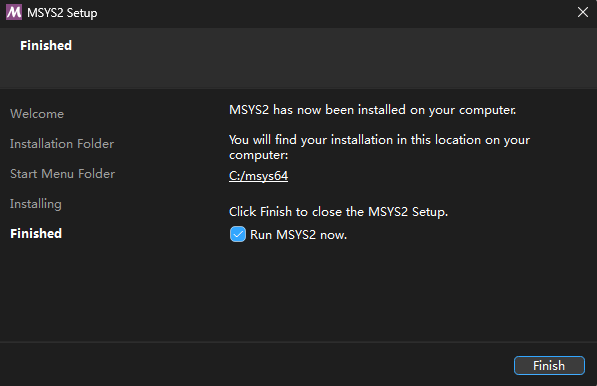 MSYS2 Setup
Finished
Welcome
Installation Folder
Start Menu Folder
Installing
Finished
MSYS2 has now been installed on your computer.
You will find your installation in this location on your
computer:
C:/msys64
Click Finish to close the MSYS2 Setup.
Run MSYS2 now.
Finish